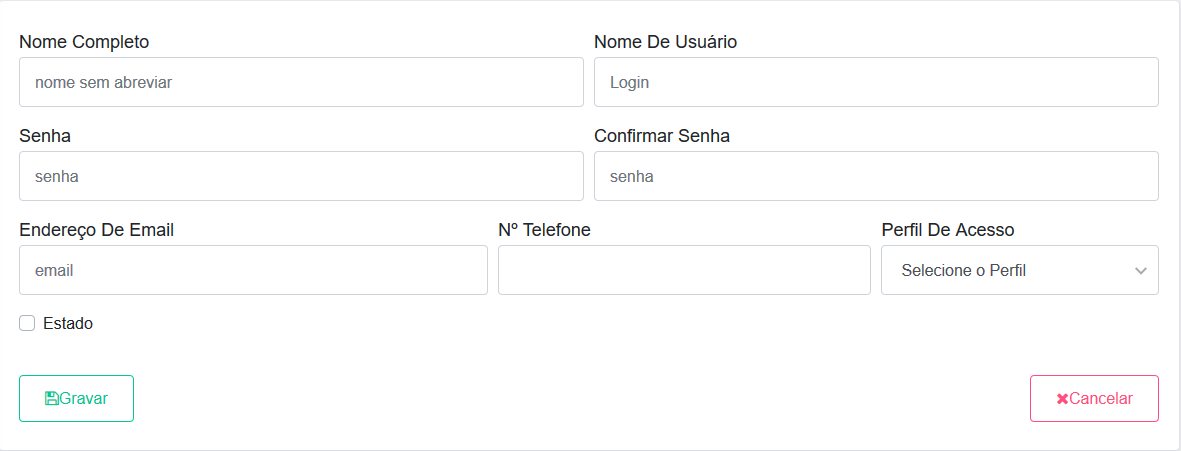 Nome Completo
Nome De Usuário
nome sem abreviar
Login
Senha
Confirmar Senha
senha
senha
Endereço De Email
Nº Telefone
Perfil De Acesso
email
Selecione o Perfil
Estado
Gravar
Cancelar